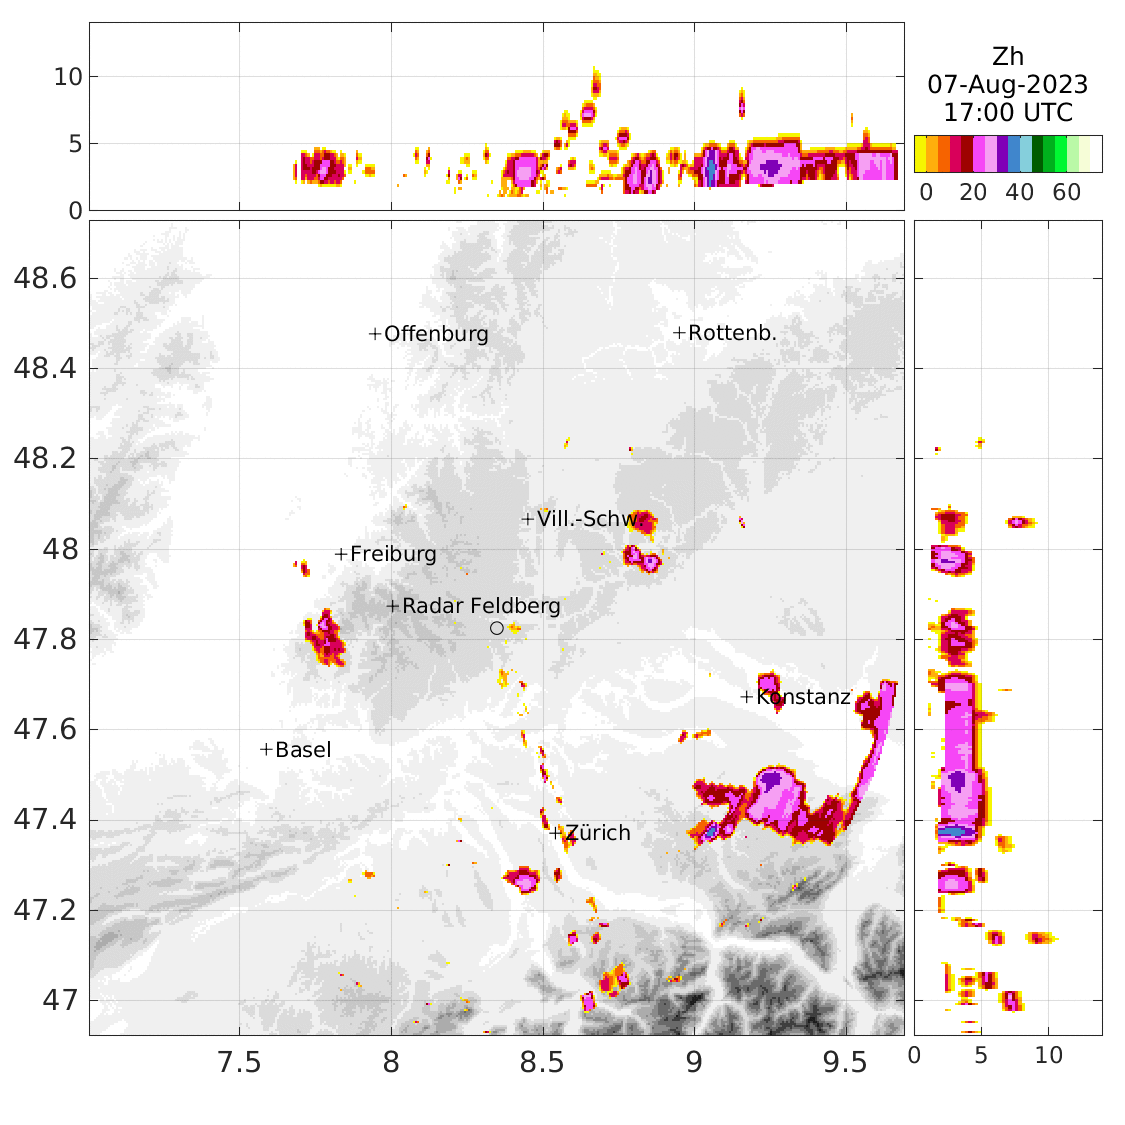 Zh
07-Aug-2023
17:00 UTC
10
5
0
0 20 40 60
48.6
48.4
48.2
48
47.8
47.6
47.4
47.2
47
Offenburg
Rottenb.
Vill.-Schw.
Freiburg
Radar Feldberg
Konstanz
Basel
Zürich
7.5 8 8.5 9 9.5
0 5 10